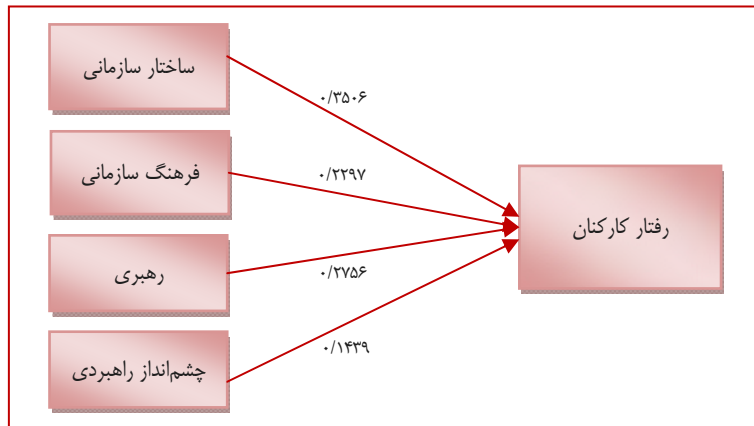 ساختار سازمانی
۰/۳۵۰۶
فرهنگ سازمانی
۰/۲۲۹۷
رفتار کارکنان
رهبری
۰/۲۷۵۶
چشم‌انداز راهبردی
۰/۱۴۳۹